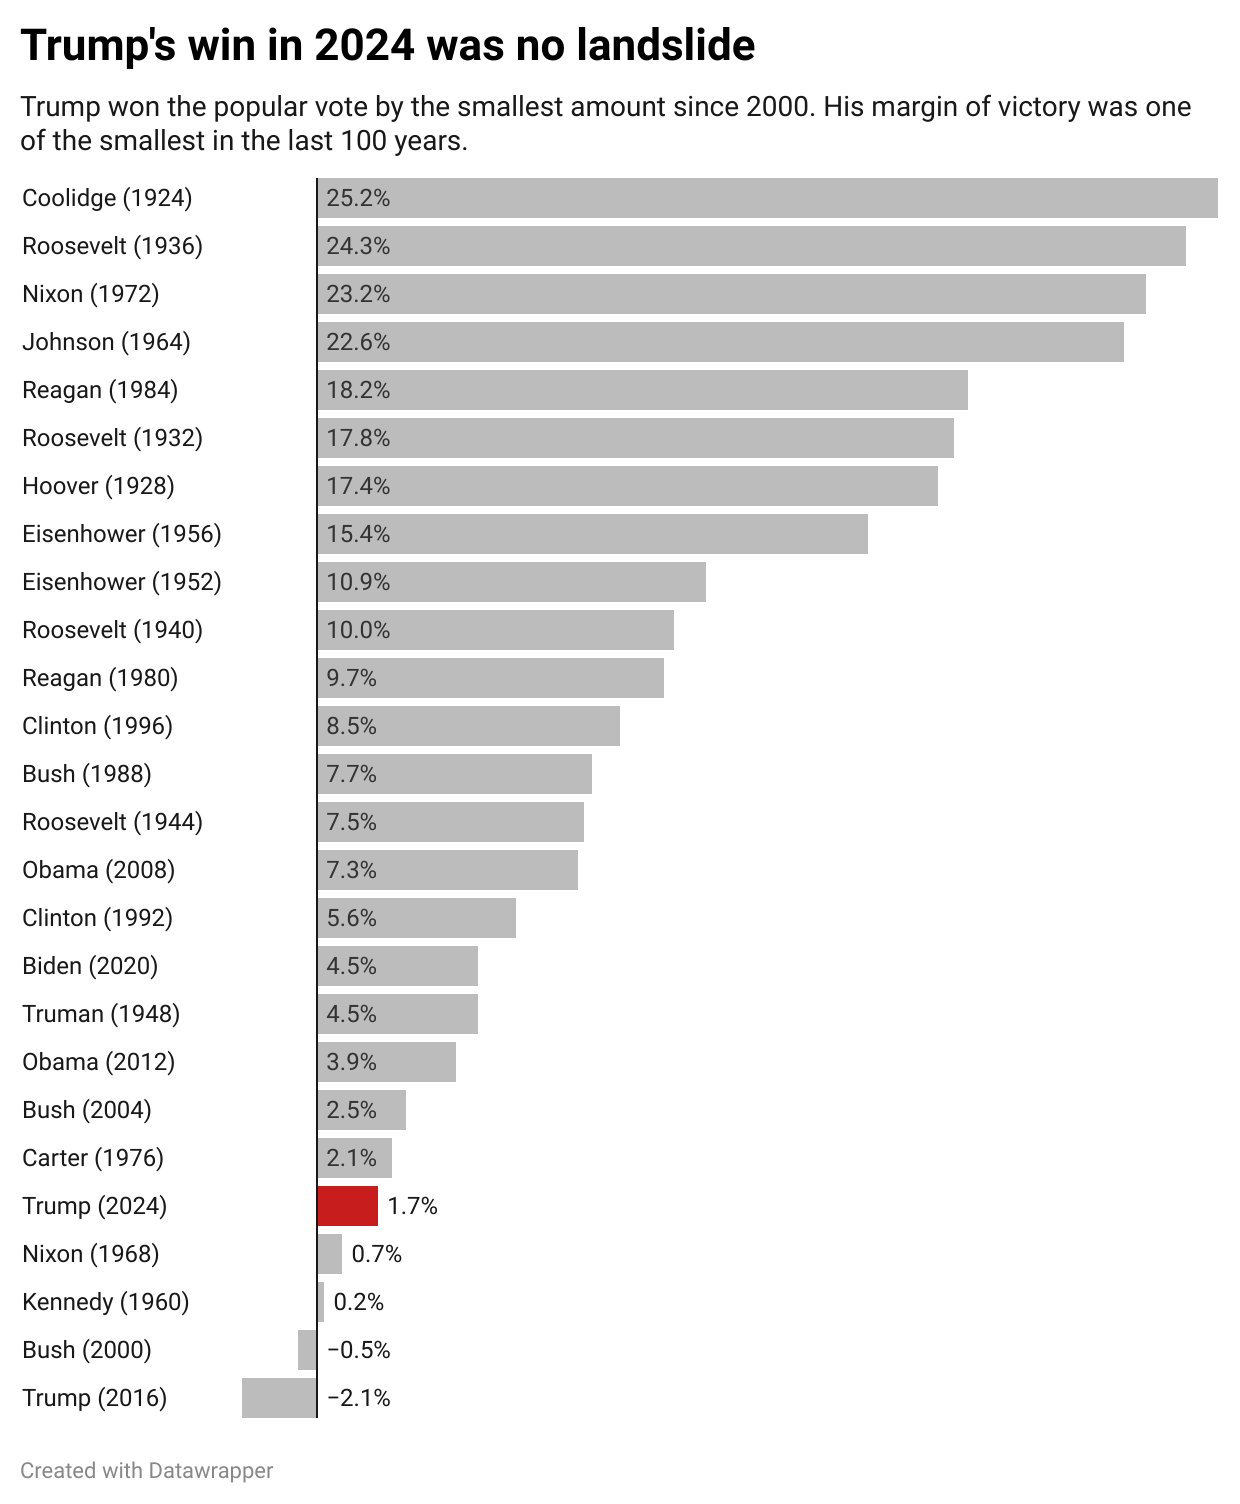 Trump's win in 2024 was no landslide
Trump won the popular vote by the smallest amount since 2000. His margin of victory was one
of the smallest in the last 100 years.
Coolidge (1924) 25.2%
Roosevelt (1936) 24.3%
Nixon (1972) 23.2%
Johnson (1964) 22.6%
Reagan (1984) 18.2%
Roosevelt (1932) 17.8%
Hoover (1928) 17.4%
Eisenhower (1956) 15.4%
Eisenhower (1952) 10.9%
Roosevelt (1940) 10.0%
Reagan (1980) 9.7%
Clinton (1996) 8.5%
Bush (1988) 7.7%
Roosevelt (1944) 7.5%
Obama (2008) 7.3%
Clinton (1992) 5.6%
Biden (2020) 4.5%
Truman (1948) 4.5%
Obama (2012) 3.9%
Bush (2004) 2.5%
Carter (1976) 2.1%
Trump (2024) 1.7%
Nixon (1968) 0.7%
Kennedy (1960) 0.2%
Bush (2000) −0.5%
Trump (2016) −2.1%
Created with Datawrapper